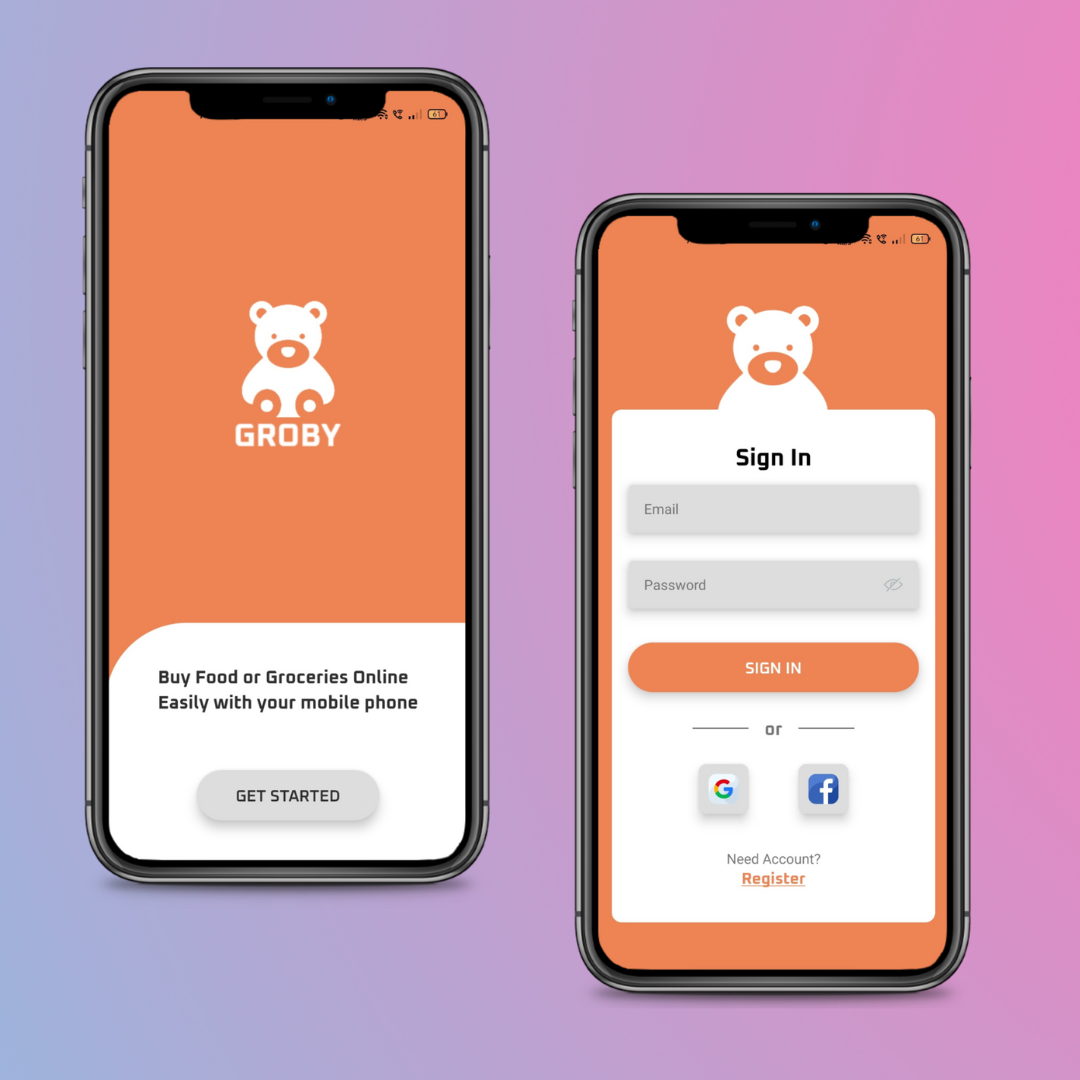 61
GROBY
Buy Food or Groceries Online
Easily with your mobile phone
GET STARTED
61
Sign In
Email
Password
SIGN IN
or
G
f
Need Account?
Register